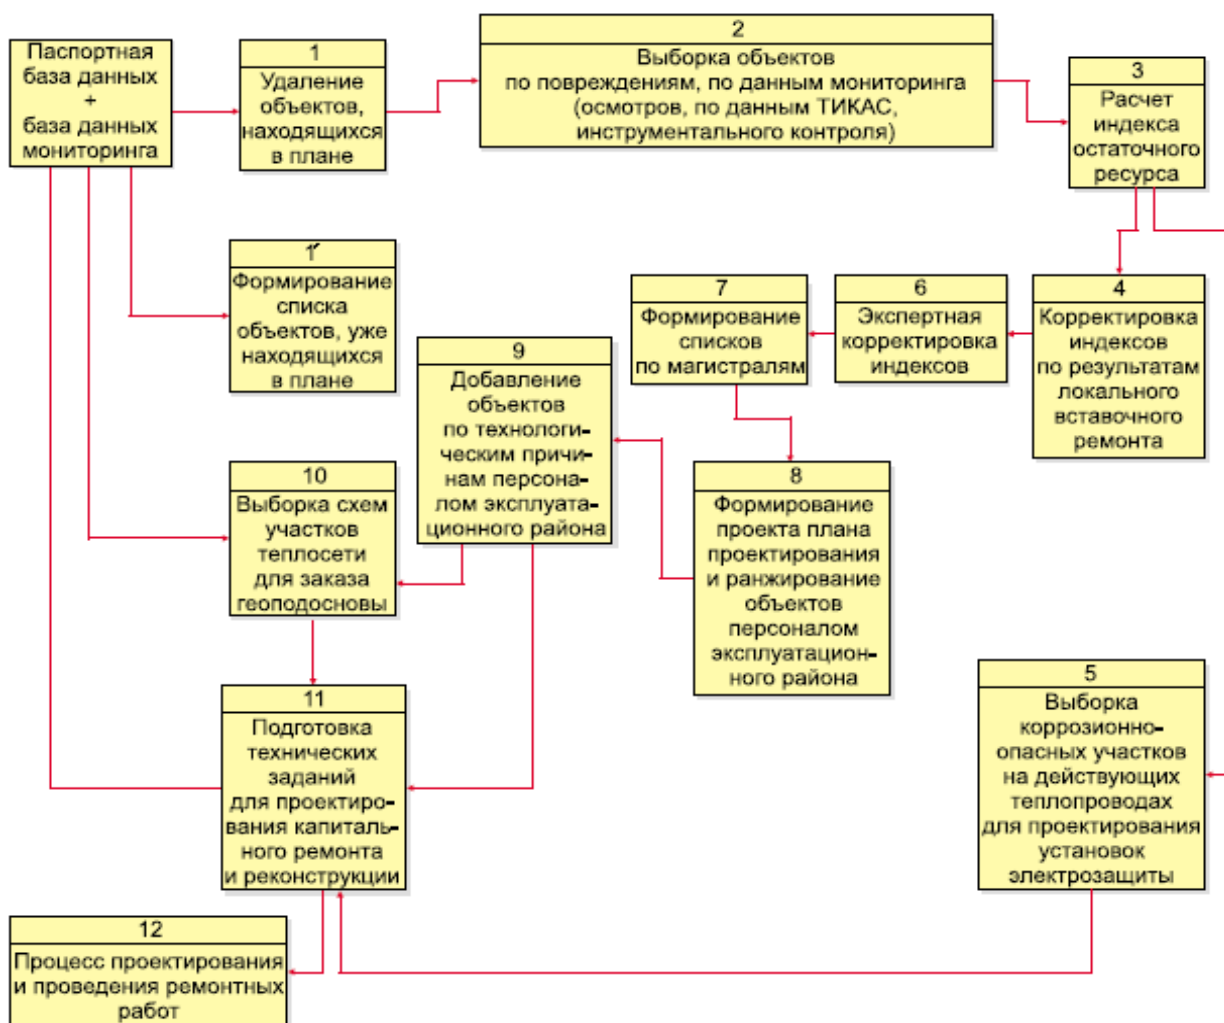 Паспортная
база данных
+
база данных
мониторинга
1
Удаление
объектов,
находящихся
в плане
2
Выборка объектов
по повреждениям, по данным мониторинга
(осмотров, по данным ТИКАС,
инструментального контроля)
3
Расчет
индекса
остаточного
ресурса
1′
Формирование
списка
объектов, уже
находящихся
в плане
9
Добавление
объектов
по технологи-
ческим причи-
нам персона-
лом эксплуата-
ционного района
7
Формирование
списков
по магистралям
6
Экспертная
корректировка
индексов
4
Корректировка
индексов
по результатам
локального
вставочного
ремонта
10
Выборка схем
участков
теплосети
для заказа
геоподосновы
8
Формирование
проекта плана
проектирования
и ранжирование
объектов
персоналом
эксплуатацион-
ного района
11
Подготовка
технических
заданий
для проектиро-
вания капиталь-
ного ремонта
и реконструкции
5
Выборка
коррозионно-
опасных участков
на действующих
теплопроводах
для проектирования
установок
электрозащиты
12
Процесс проектирования
и проведения ремонтных
работ